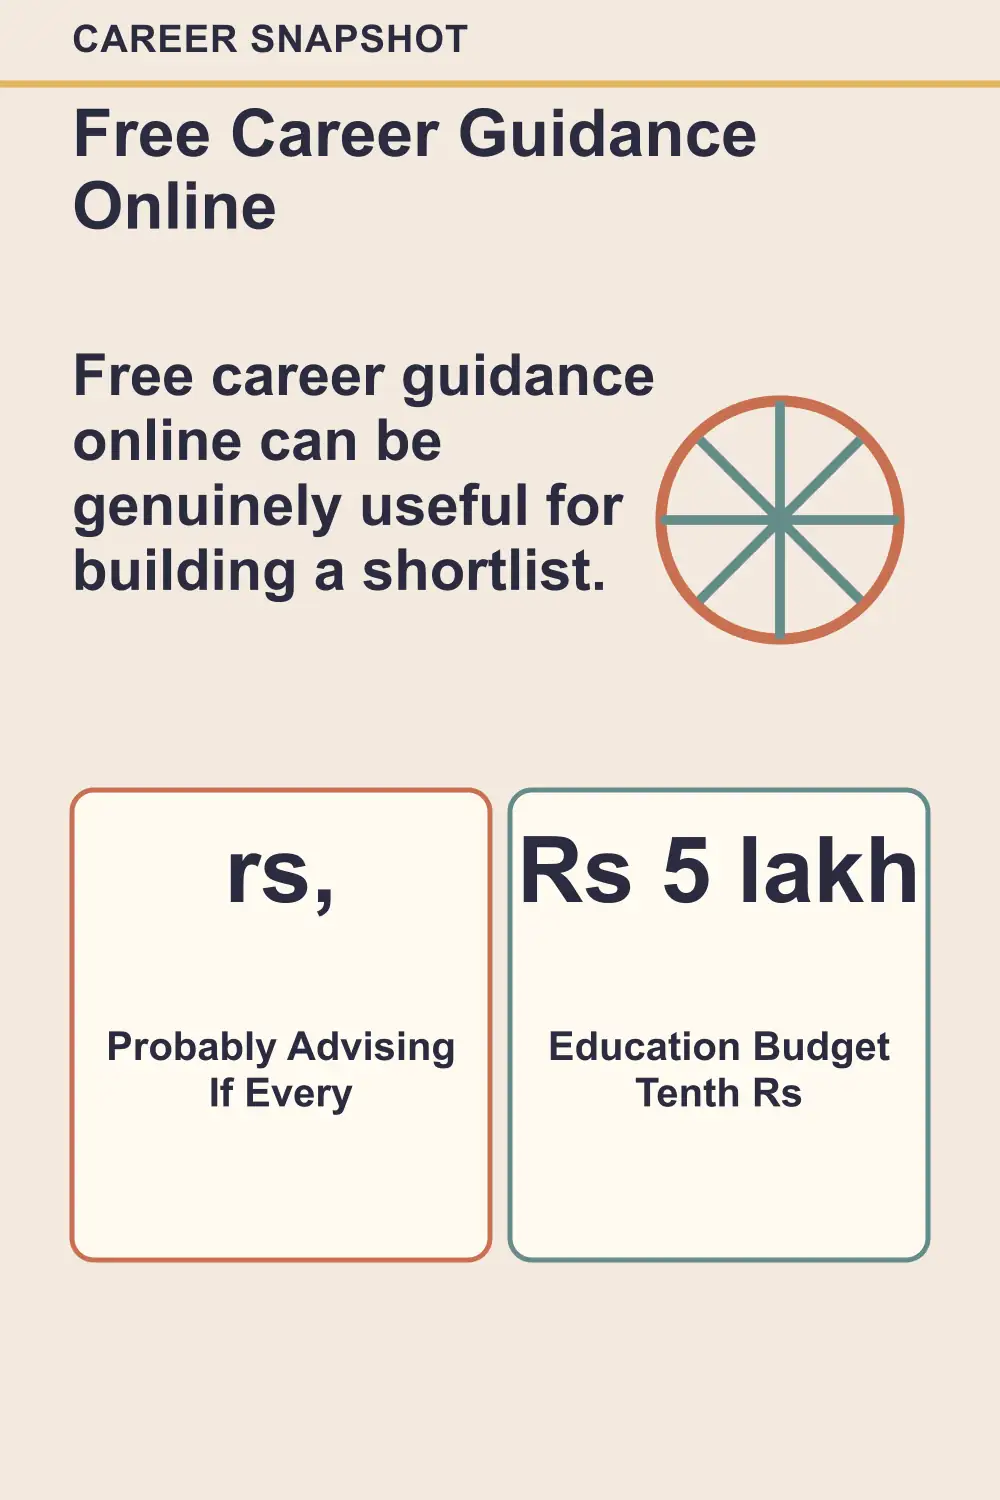 CAREER SNAPSHOT
Free Career Guidance
Online
Free career guidance
online can be
genuinely useful for
building a shortlist.
rs,
Probably Advising
If Every
Rs 5 lakh
Education Budget
Tenth Rs